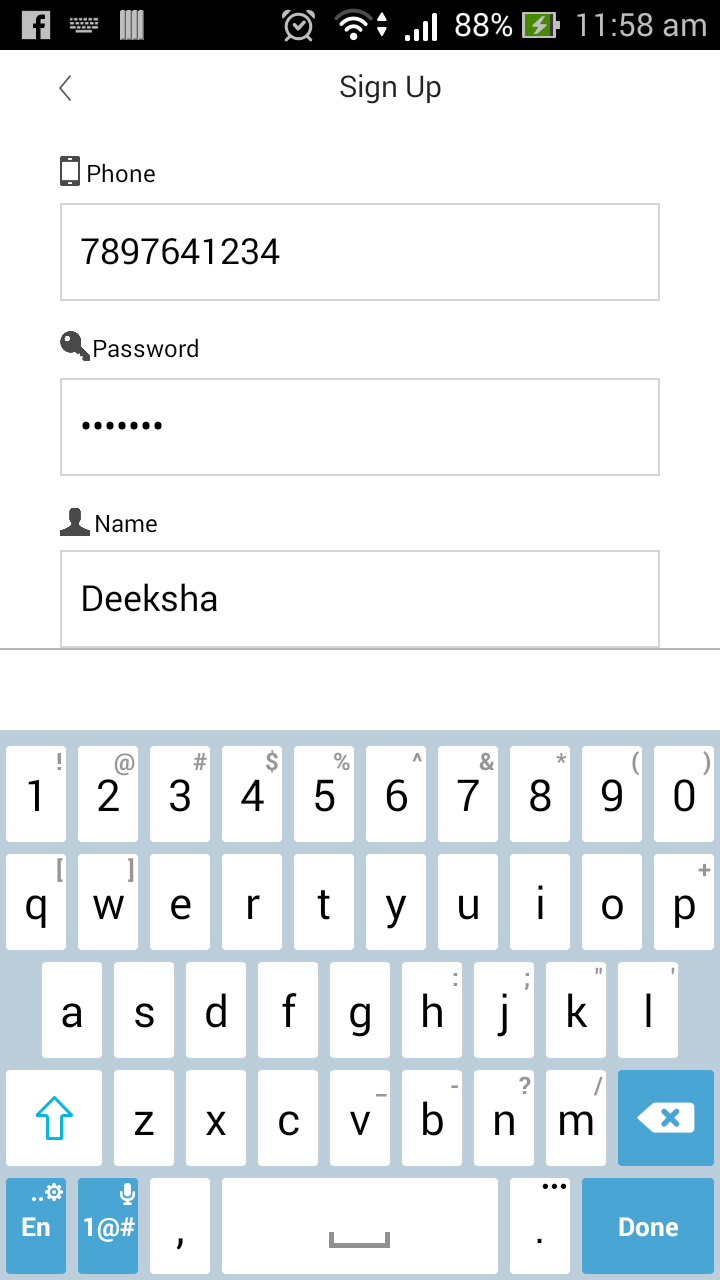 88% 11:58 am
Sign Up
Phone
7897641234
Password
•••••••
Name
Deeksha
! @ # $ % ^ & * ( )
1 2 3 4 5 6 7 8 9 0
[ ] +
q w e r t y u i o p
: ; " '
a s d f g h j k l
_ - ? /
z x c v b n m
En 1@# , . Done